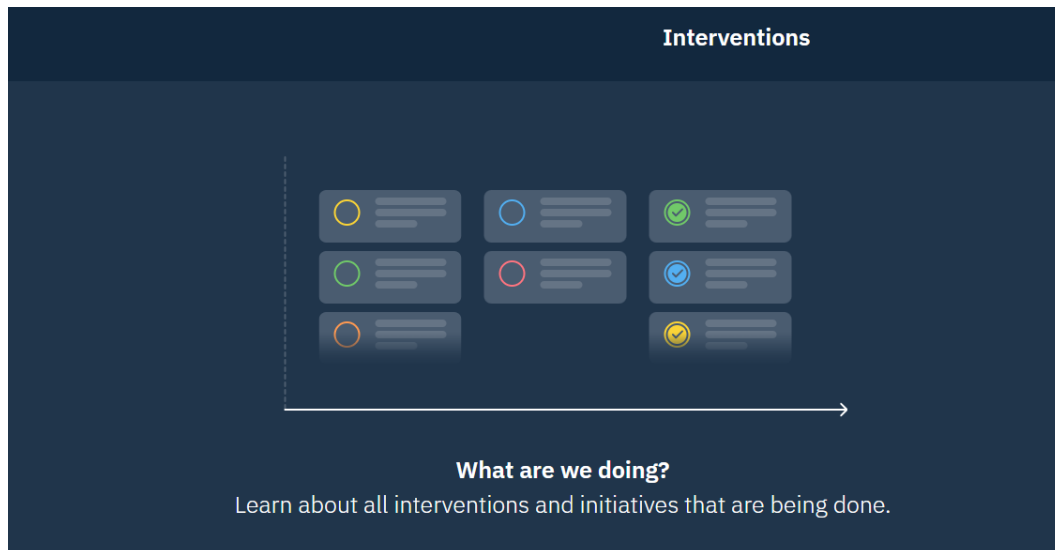 Interventions
What are we doing?
Learn about all interventions and initiatives that are being done.